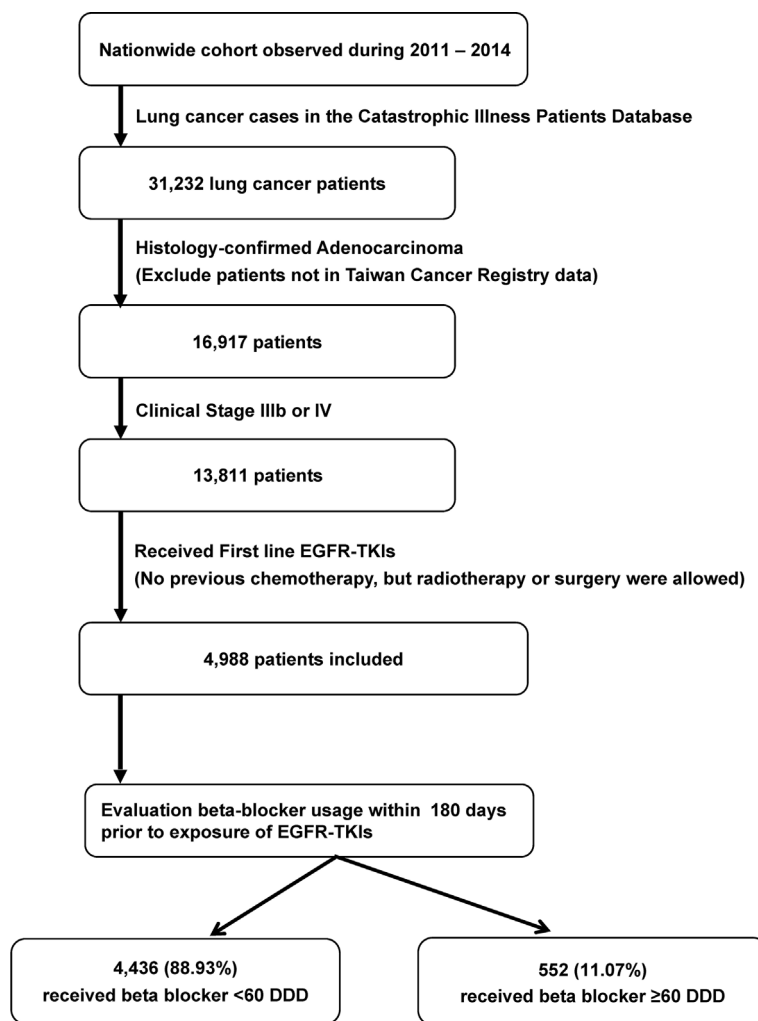 Nationwide cohort observed during 2011 – 2014
Lung cancer cases in the Catastrophic Illness Patients Database
31,232 lung cancer patients
Histology-confirmed Adenocarcinoma
(Exclude patients not in Taiwan Cancer Registry data)
16,917 patients
Clinical Stage IIIb or IV
13,811 patients
Received First line EGFR-TKIs
(No previous chemotherapy, but radiotherapy or surgery were allowed)
4,988 patients included
Evaluation beta-blocker usage within 180 days
prior to exposure of EGFR-TKIs
4,436 (88.93%)
received beta blocker <60 DDD
552 (11.07%)
received beta blocker ≥60 DDD